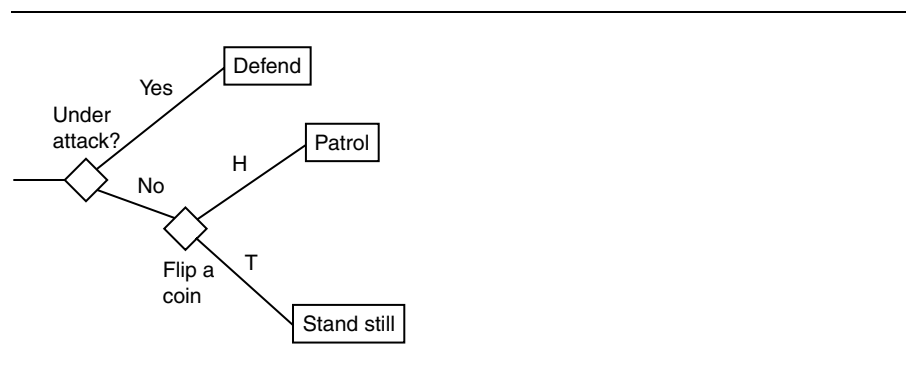 Defend
Yes
Under
attack?
Patrol
H
No
T
Flip a
coin
Stand still